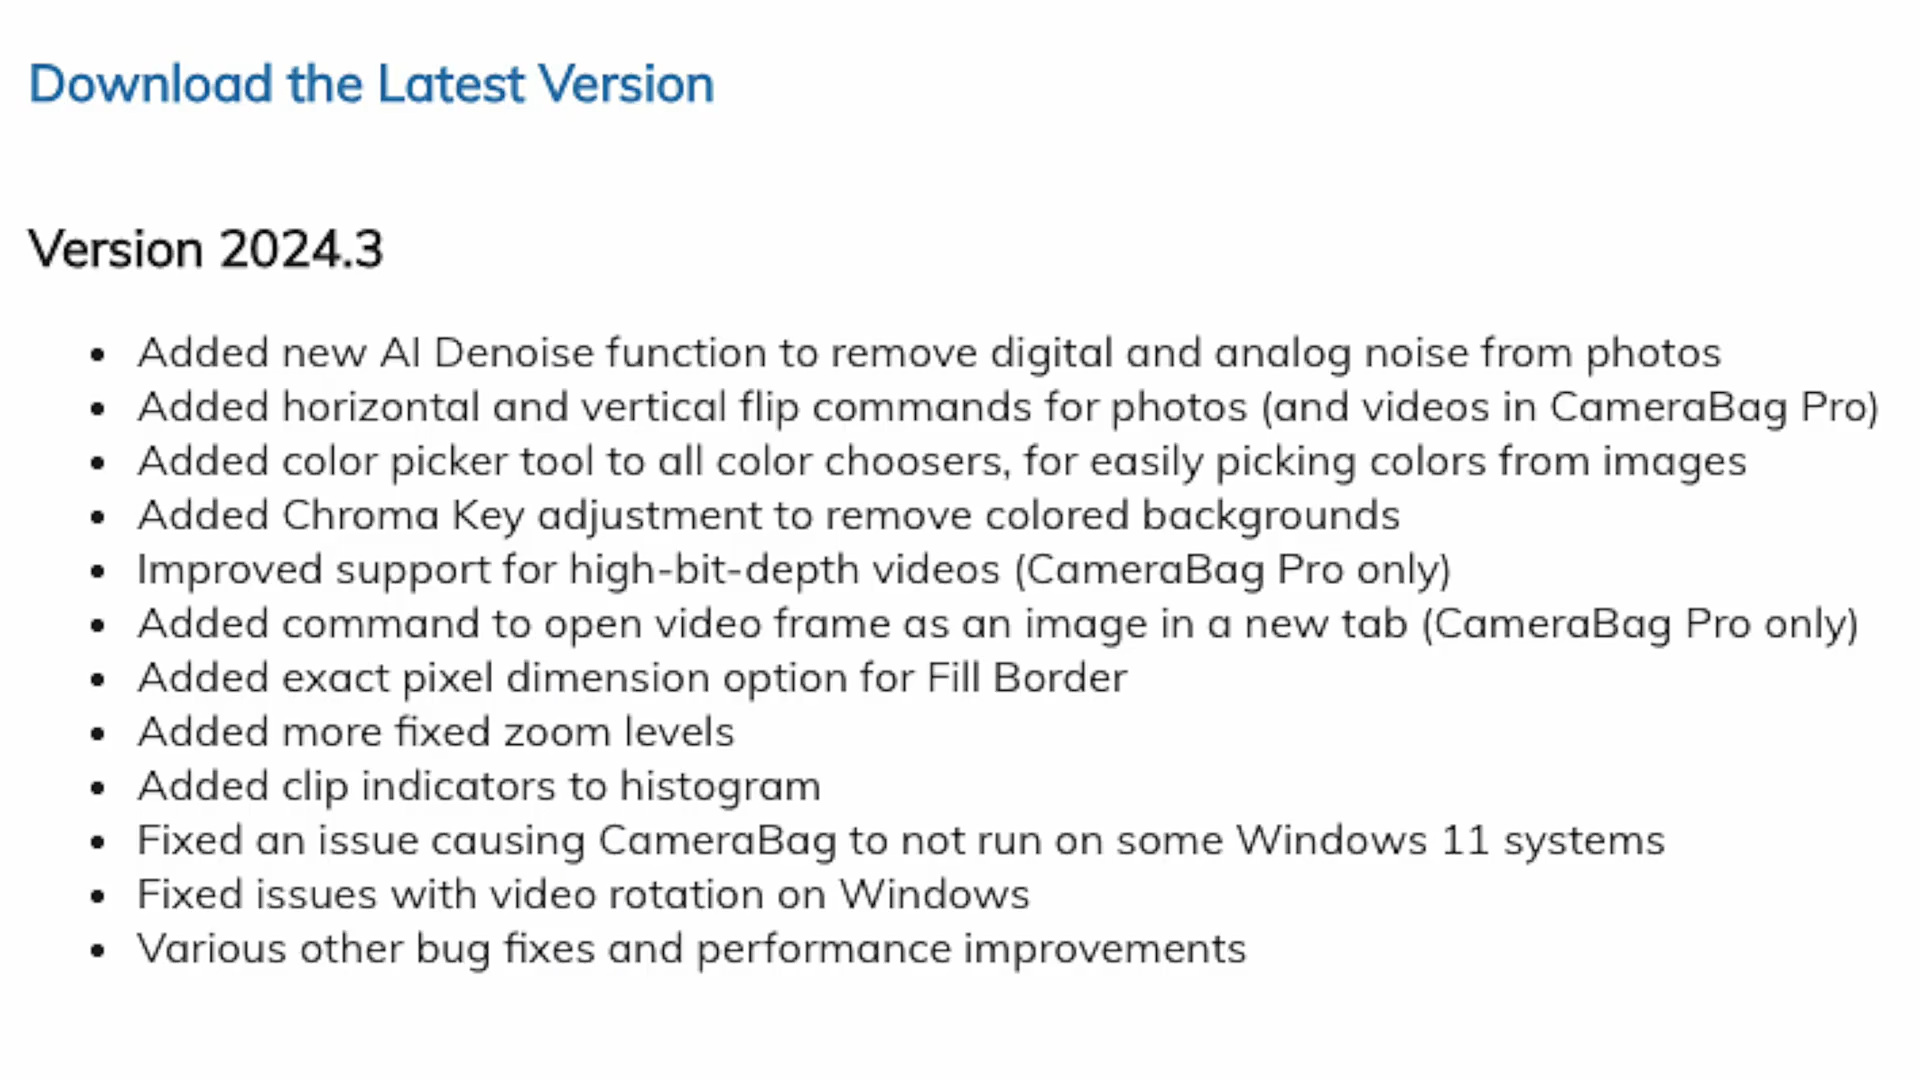 Download the Latest Version
Version 2024.3
• Added new AI Denoise function to remove digital and analog noise from photos
• Added horizontal and vertical flip commands for photos (and videos in CameraBag Pro)
• Added color picker tool to all color choosers, for easily picking colors from images
• Added Chroma Key adjustment to remove colored backgrounds
• Improved support for high-bit-depth videos (CameraBag Pro only)
• Added command to open video frame as an image in a new tab (CameraBag Pro only)
• Added exact pixel dimension option for Fill Border
• Added more fixed zoom levels
• Added clip indicators to histogram
• Fixed an issue causing CameraBag to not run on some Windows 11 systems
• Fixed issues with video rotation on Windows
• Various other bug fixes and performance improvements